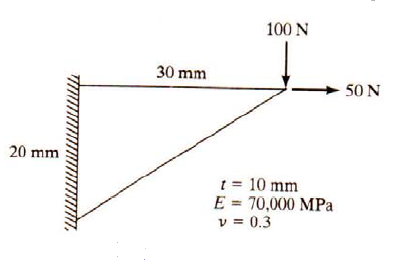 100 N
30 mm
50 N
20 mm
t = 10 mm
E = 70,000 MPa
ν = 0.3